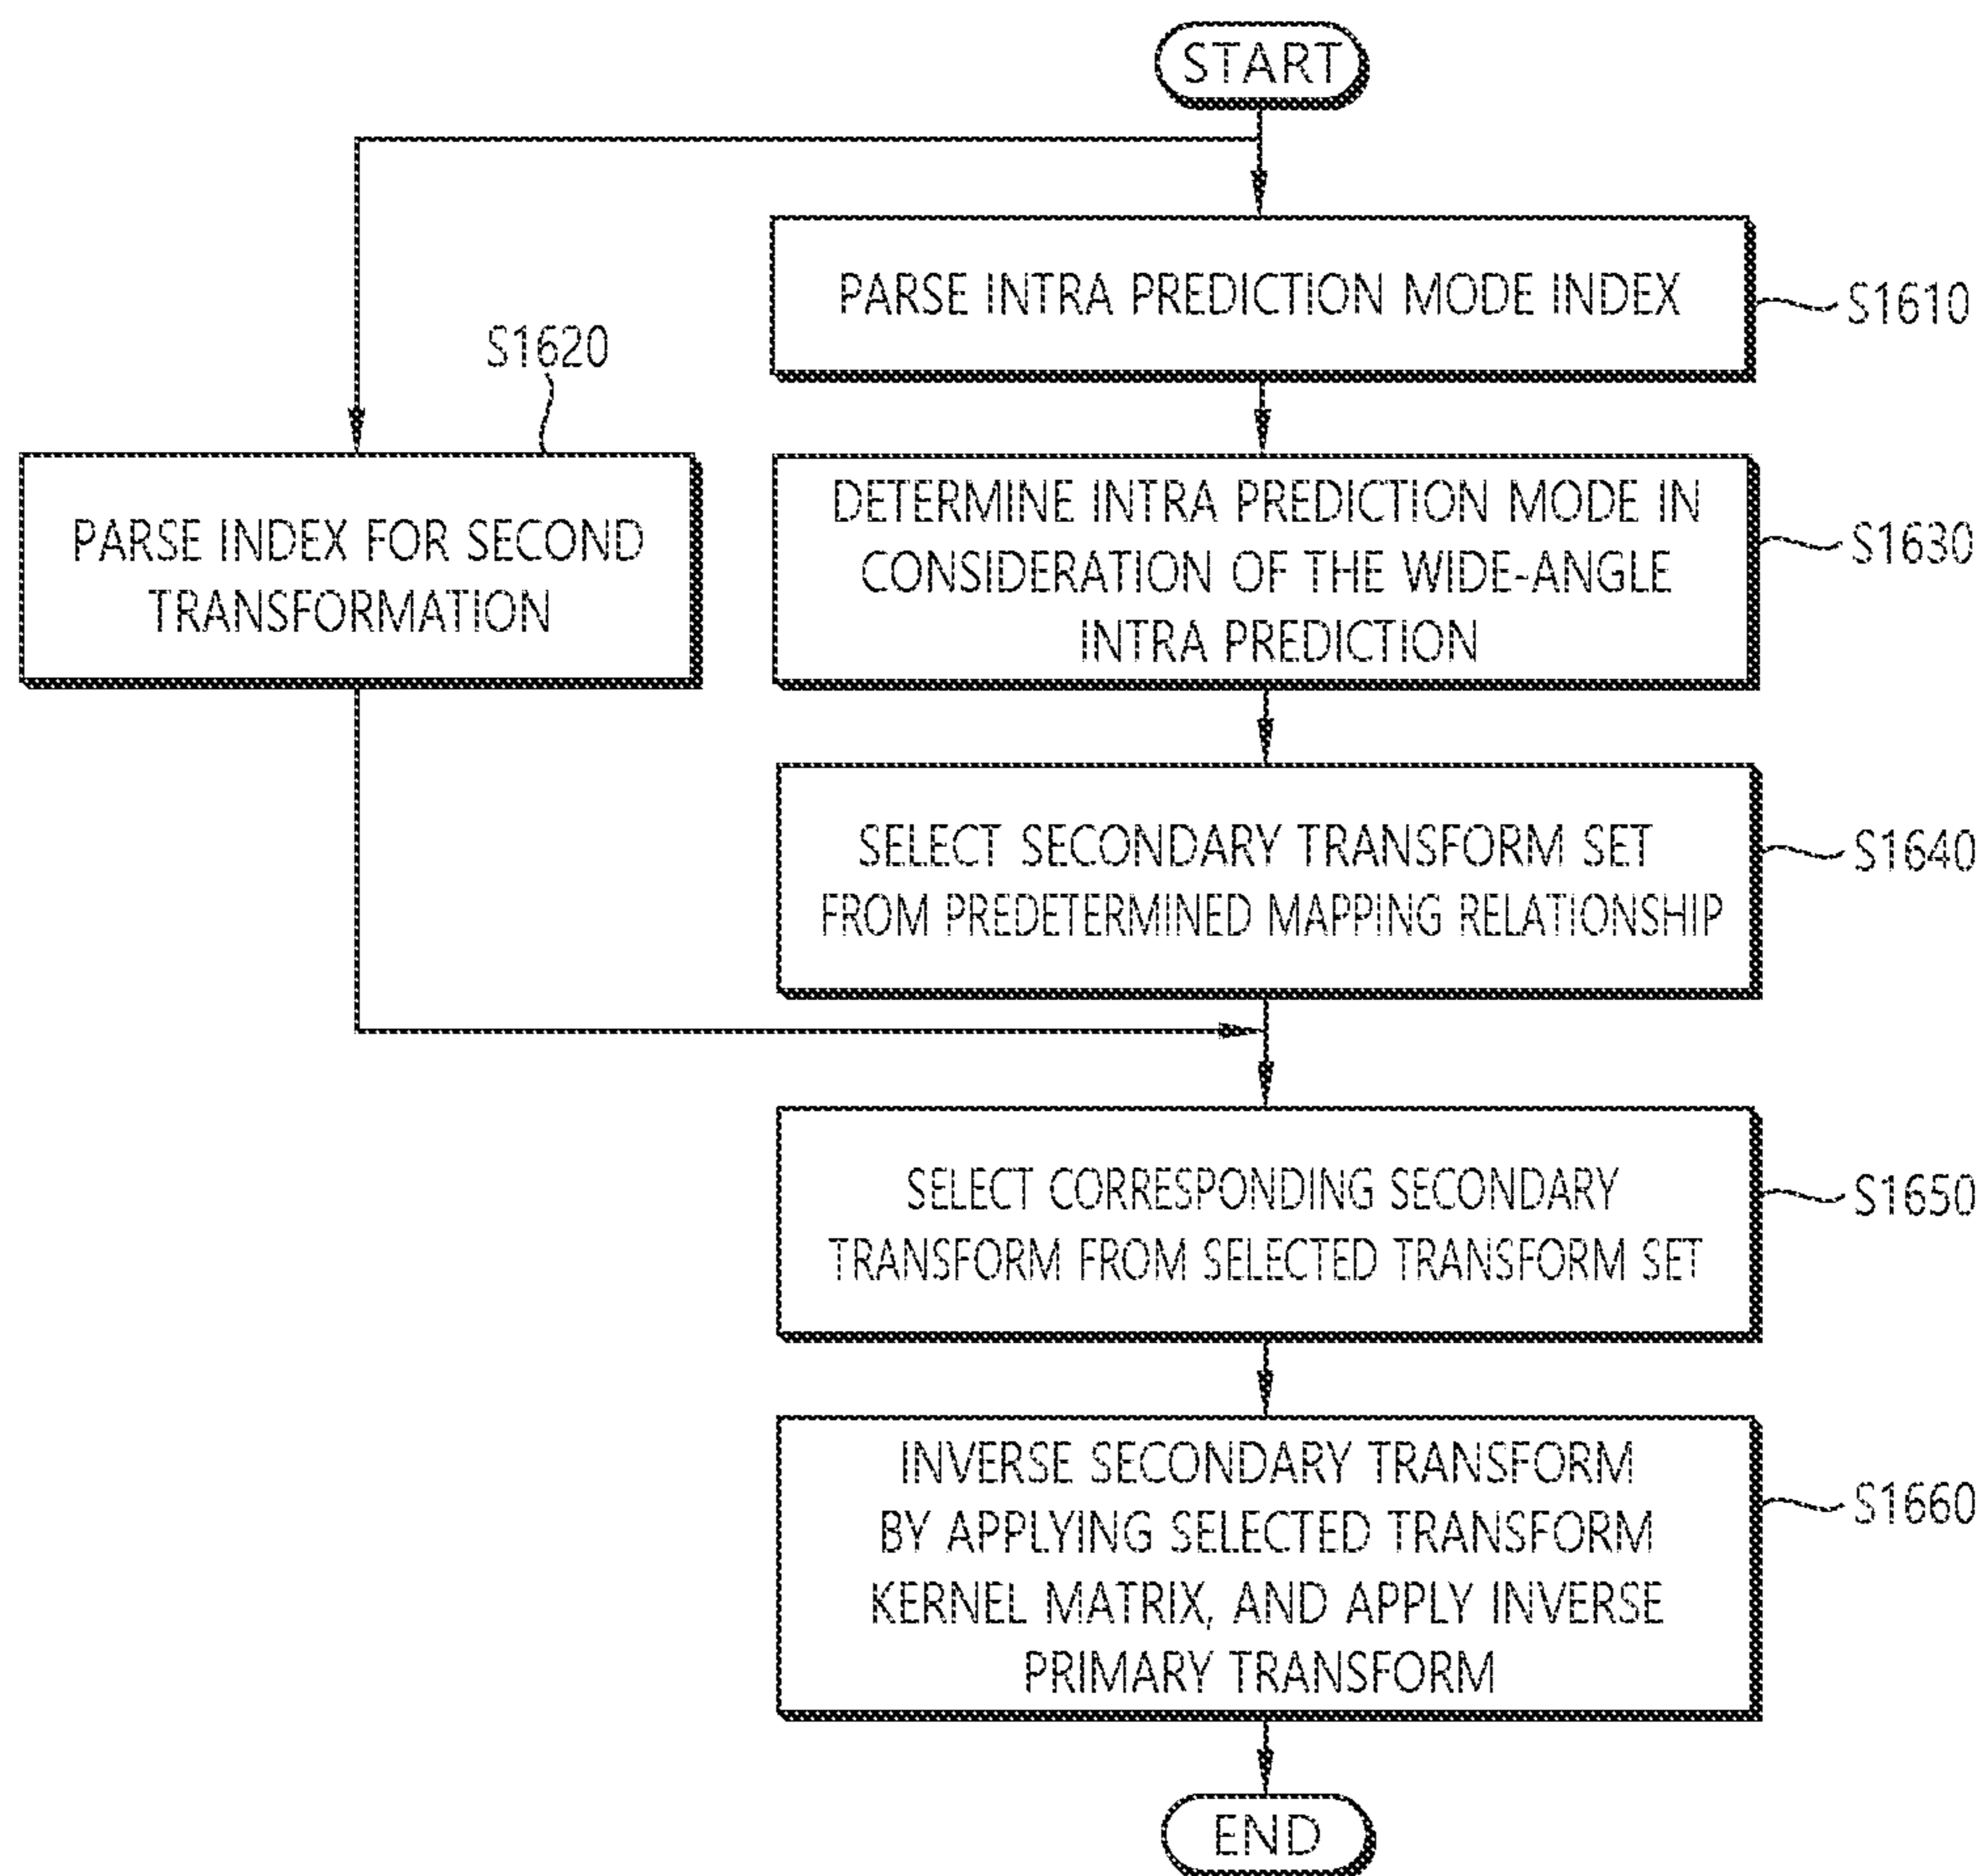 START
PARSE INTRA PREDICTION MODE INDEX
S1610
S1620
PARSE INDEX FOR SECOND
TRANSFORMATION
DETERMINE INTRA PREDICTION MODE IN
CONSIDERATION OF THE WIDE-ANGLE
INTRA PREDICTION
S1630
SELECT SECONDARY TRANSFORM SET
FROM PREDETERMINED MAPPING RELATIONSHIP
S1640
SELECT CORRESPONDING SECONDARY
TRANSFORM FROM SELECTED TRANSFORM SET
S1650
INVERSE SECONDARY TRANSFORM
BY APPLYING SELECTED TRANSFORM
KERNEL MATRIX, AND APPLY INVERSE
PRIMARY TRANSFORM
S1660
END